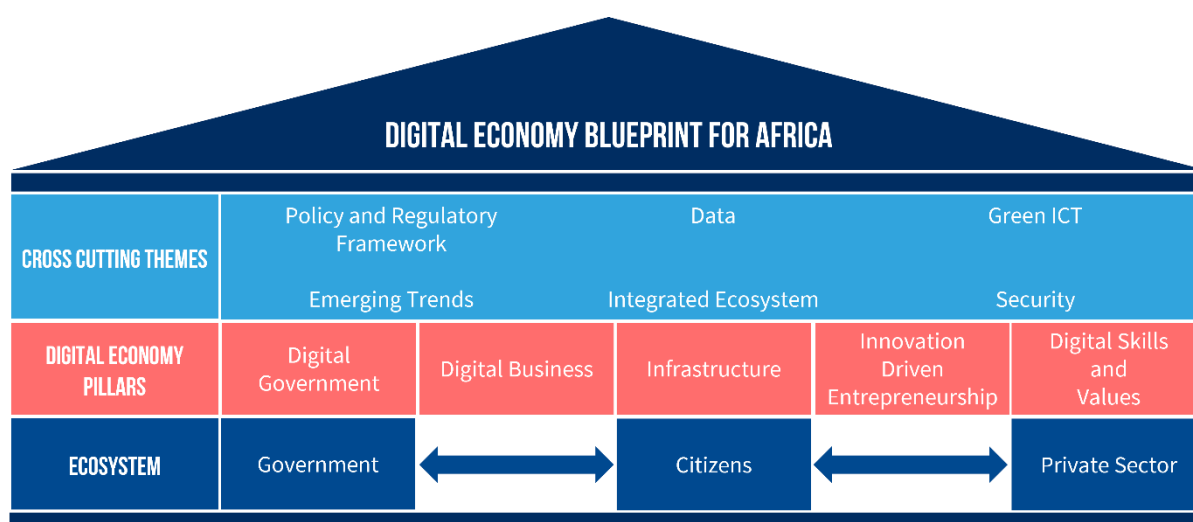 DIGITAL ECONOMY BLUEPRINT FOR AFRICA
CROSS CUTTING THEMES
Policy and Regulatory
Framework
Data
Green ICT
Emerging Trends
Integrated Ecosystem
Security
DIGITAL ECONOMY
PILLARS
Digital
Government
Digital Business
Infrastructure
Innovation
Driven
Entrepreneurship
Digital Skills
and
Values
ECOSYSTEM
Government
Citizens
Private Sector